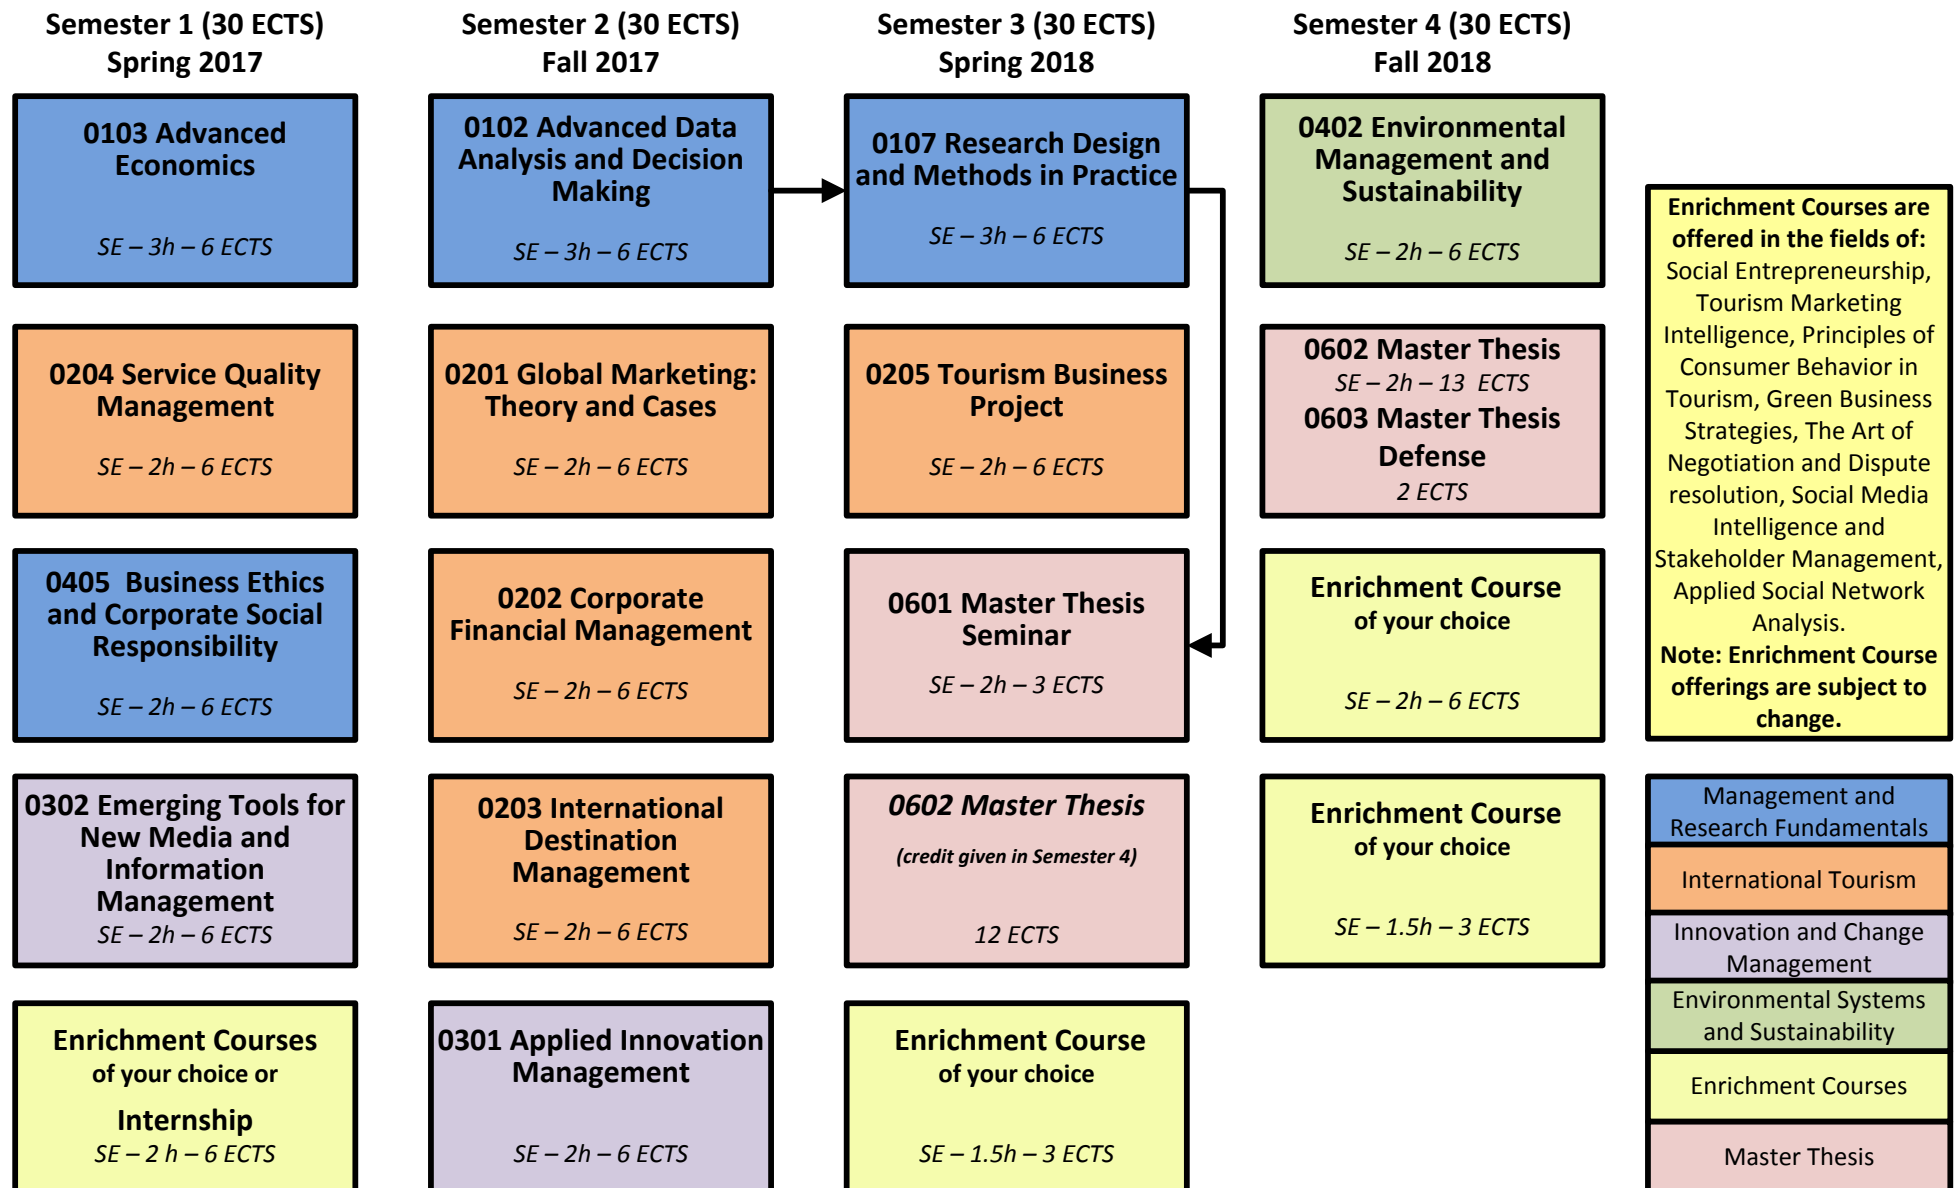 Semester 1 (30 ECTS)
Spring 2017
0103 Advanced
Economics
SE – 3h – 6 ECTS
0204 Service Quality
Management
SE – 2h – 6 ECTS
0405  Business Ethics
and Corporate Social
Responsibility
SE – 2h – 6 ECTS
0302 Emerging Tools for
New Media and
Information
Management
SE – 2h – 6 ECTS
Enrichment Courses
of your choice or
Internship
SE – 2 h – 6 ECTS
Semester 2 (30 ECTS)
Fall 2017
0102 Advanced Data
Analysis and Decision
Making
SE – 3h – 6 ECTS
0201 Global Marketing:
Theory and Cases
SE – 2h – 6 ECTS
0202 Corporate
Financial Management
SE – 2h – 6 ECTS
0203 International
Destination
Management
SE – 2h – 6 ECTS
0301 Applied Innovation
Management
SE – 2h – 6 ECTS
Semester 3 (30 ECTS)
Spring 2018
0107 Research Design
and Methods in Practice
SE – 3h – 6 ECTS
0205 Tourism Business
Project
SE – 2h – 6 ECTS
0601 Master Thesis
Seminar
SE – 2h – 3 ECTS
0602 Master Thesis
(credit given in Semester 4)
12 ECTS
Enrichment Course
of your choice
SE – 1.5h – 3 ECTS
Semester 4 (30 ECTS)
Fall 2018
0402 Environmental
Management and
Sustainability
SE – 2h – 6 ECTS
0602 Master Thesis
SE – 2h – 13  ECTS
0603 Master Thesis
Defense
2 ECTS
Enrichment Course
of your choice
SE – 2h – 6 ECTS
Enrichment Course
of your choice
SE – 1.5h – 3 ECTS
Enrichment Courses are
offered in the fields of:
Social Entrepreneurship,
Tourism Marketing
Intelligence, Principles of
Consumer Behavior in
Tourism, Green Business
Strategies, The Art of
Negotiation and Dispute
resolution, Social Media
Intelligence and
Stakeholder Management,
Applied Social Network
Analysis.
Note: Enrichment Course
offerings are subject to
change.
Management and
Research Fundamentals
International Tourism
Innovation and Change
Management
Environmental Systems
and Sustainability
Enrichment Courses
Master Thesis